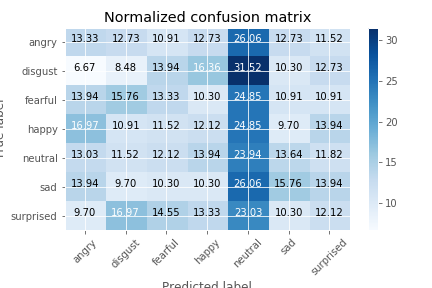 Normalized confusion matrix
angry 13.33 12.73 10.91 12.73 26.06 12.73 11.52
disgust 6.67 8.48 13.94 16.36 31.52 10.30 12.73
fearful 13.94 15.76 13.33 10.30 24.85 10.91 10.91
happy 16.97 10.91 11.52 12.12 24.85 9.70 13.94
neutral 13.03 11.52 12.12 13.94 23.94 13.64 11.82
sad 13.94 9.70 10.30 10.30 26.06 15.76 13.94
surprised 9.70 16.97 14.55 13.33 23.03 10.30 12.12
angry disgust fearful happy neutral sad surprised
Predicted label
True label
30
25
20
15
10